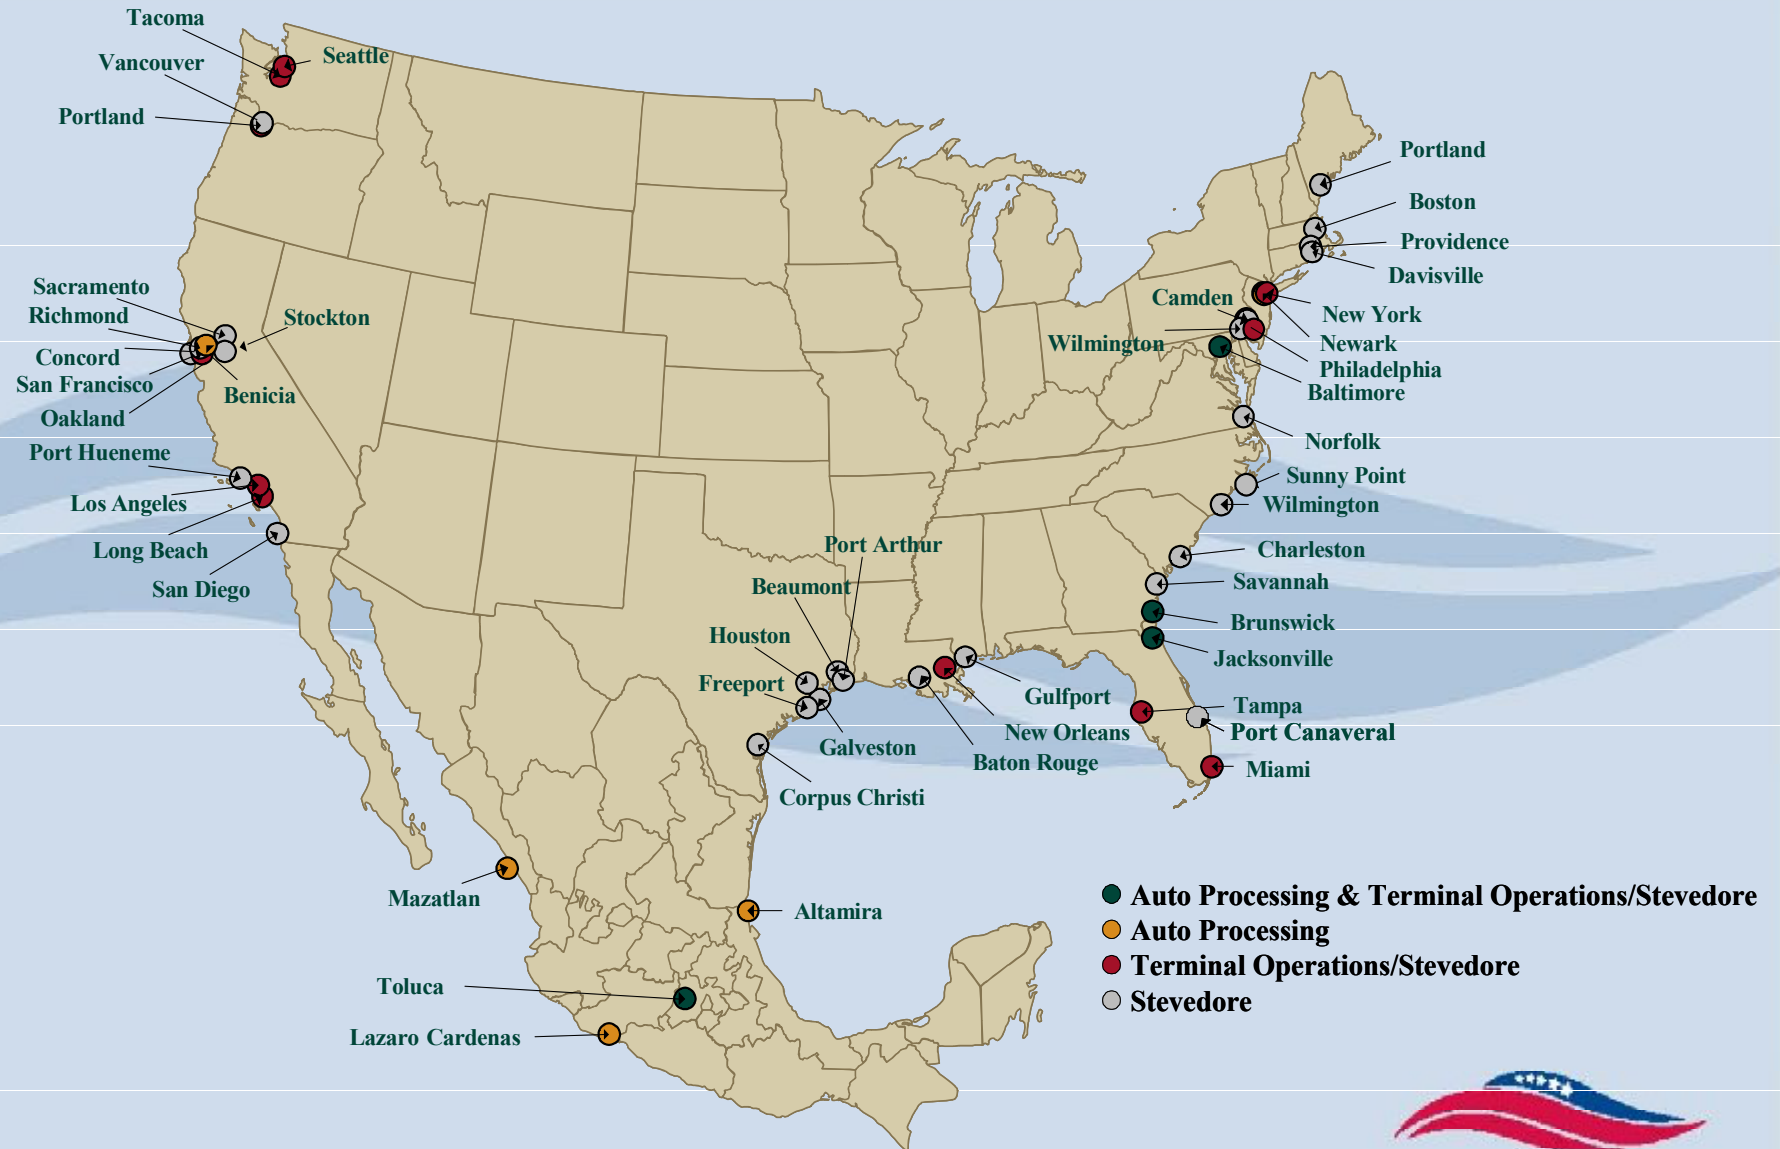 Tacoma
Seattle
Vancouver
Portland
Portland
Boston
Providence
Davisville
Sacramento
Richmond
Stockton
Concord
San Francisco
Benicia
Oakland
Camden
New York
Wilmington
Newark
Philadelphia
Baltimore
Port Hueneme
Los Angeles
Long Beach
San Diego
Norfolk
Sunny Point
Wilmington
Charleston
Savannah
Brunswick
Jacksonville
Port Arthur
Beaumont
Houston
Freeport
Galveston
Corpus Christi
Gulfport
New Orleans
Baton Rouge
Tampa
Port Canaveral
Miami
Mazatlan
Altamira
Toluca
Lazaro Cardenas
Auto Processing & Terminal Operations/Stevedore
Auto Processing
Terminal Operations/Stevedore
Stevedore